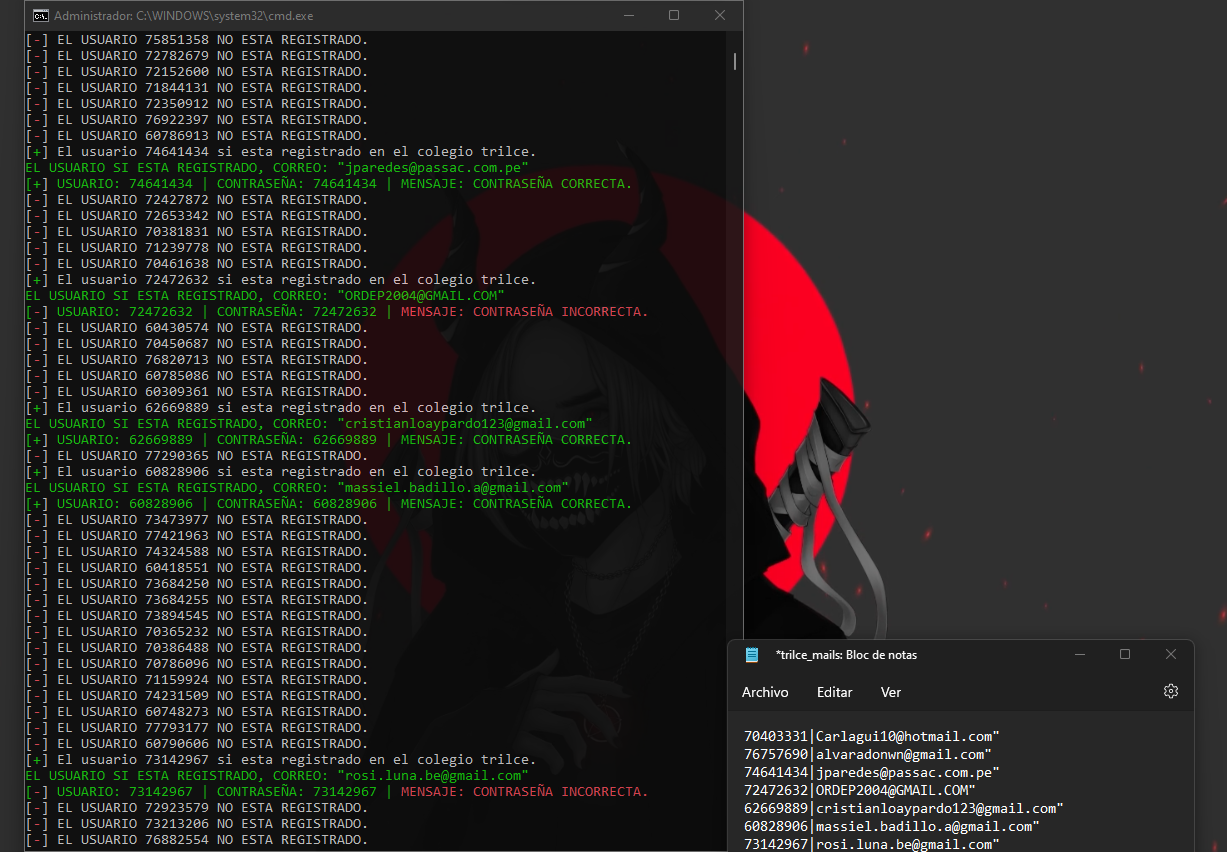 Administrador: C:\WINDOWS\system32\cmd.exe
[-] EL USUARIO 75851358 NO ESTA REGISTRADO.
[-] EL USUARIO 72782679 NO ESTA REGISTRADO.
[-] EL USUARIO 72152600 NO ESTA REGISTRADO.
[-] EL USUARIO 71844131 NO ESTA REGISTRADO.
[-] EL USUARIO 72350912 NO ESTA REGISTRADO.
[-] EL USUARIO 76922397 NO ESTA REGISTRADO.
[-] EL USUARIO 60786913 NO ESTA REGISTRADO.
[+] El usuario 74641434 si esta registrado en el colegio trilce.
EL USUARIO SI ESTA REGISTRADO, CORREO: "jparedes@passac.com.pe"
[+] USUARIO: 74641434 | CONTRASEÑA: 74641434 | MENSAJE: CONTRASEÑA CORRECTA.
[-] EL USUARIO 72427872 NO ESTA REGISTRADO.
[-] EL USUARIO 72653342 NO ESTA REGISTRADO.
[-] EL USUARIO 70381831 NO ESTA REGISTRADO.
[-] EL USUARIO 71239778 NO ESTA REGISTRADO.
[-] EL USUARIO 70461638 NO ESTA REGISTRADO.
[+] El usuario 72472632 si esta registrado en el colegio trilce.
EL USUARIO SI ESTA REGISTRADO, CORREO: "ORDEP2004@GMAIL.COM"
[-] USUARIO: 72472632 | CONTRASEÑA: 72472632 | MENSAJE: CONTRASEÑA INCORRECTA.
[-] EL USUARIO 60430574 NO ESTA REGISTRADO.
[-] EL USUARIO 70450687 NO ESTA REGISTRADO.
[-] EL USUARIO 76820713 NO ESTA REGISTRADO.
[-] EL USUARIO 60785086 NO ESTA REGISTRADO.
[-] EL USUARIO 60309361 NO ESTA REGISTRADO.
[+] El usuario 62669889 si esta registrado en el colegio trilce.
EL USUARIO SI ESTA REGISTRADO, CORREO: "cristianloaypardo123@gmail.com"
[+] USUARIO: 62669889 | CONTRASEÑA: 62669889 | MENSAJE: CONTRASEÑA CORRECTA.
[-] EL USUARIO 77290365 NO ESTA REGISTRADO.
[+] El usuario 60828906 si esta registrado en el colegio trilce.
EL USUARIO SI ESTA REGISTRADO, CORREO: "massiel.badillo.a@gmail.com"
[+] USUARIO: 60828906 | CONTRASEÑA: 60828906 | MENSAJE: CONTRASEÑA CORRECTA.
[-] EL USUARIO 73473977 NO ESTA REGISTRADO.
[-] EL USUARIO 77421963 NO ESTA REGISTRADO.
[-] EL USUARIO 74324588 NO ESTA REGISTRADO.
[-] EL USUARIO 60418551 NO ESTA REGISTRADO.
[-] EL USUARIO 73684250 NO ESTA REGISTRADO.
[-] EL USUARIO 73684255 NO ESTA REGISTRADO.
[-] EL USUARIO 73894545 NO ESTA REGISTRADO.
[-] EL USUARIO 70365232 NO ESTA REGISTRADO.
[-] EL USUARIO 70386488 NO ESTA REGISTRADO.
[-] EL USUARIO 70786096 NO ESTA REGISTRADO.
[-] EL USUARIO 71159924 NO ESTA REGISTRADO.
[-] EL USUARIO 74231509 NO ESTA REGISTRADO.
[-] EL USUARIO 60748273 NO ESTA REGISTRADO.
[-] EL USUARIO 77793177 NO ESTA REGISTRADO.
[-] EL USUARIO 60790606 NO ESTA REGISTRADO.
[+] El usuario 73142967 si esta registrado en el colegio trilce.
EL USUARIO SI ESTA REGISTRADO, CORREO: "rosi.luna.be@gmail.com"
[-] USUARIO: 73142967 | CONTRASEÑA: 73142967 | MENSAJE: CONTRASEÑA INCORRECTA.
[-] EL USUARIO 72923579 NO ESTA REGISTRADO.
[-] EL USUARIO 73213206 NO ESTA REGISTRADO.
[-] EL USUARIO 76882554 NO ESTA REGISTRADO.
*trilce_mails: Bloc de notas
Archivo Editar Ver
70403331|Carlagui10@hotmail.com"
76757690|alvaradonwn@gmail.com"
74641434|jparedes@passac.com.pe"
72472632|ORDEP2004@GMAIL.COM"
62669889|cristianloaypardo123@gmail.com"
60828906|massiel.badillo.a@gmail.com"
73142967|rosi.luna.be@gmail.com"